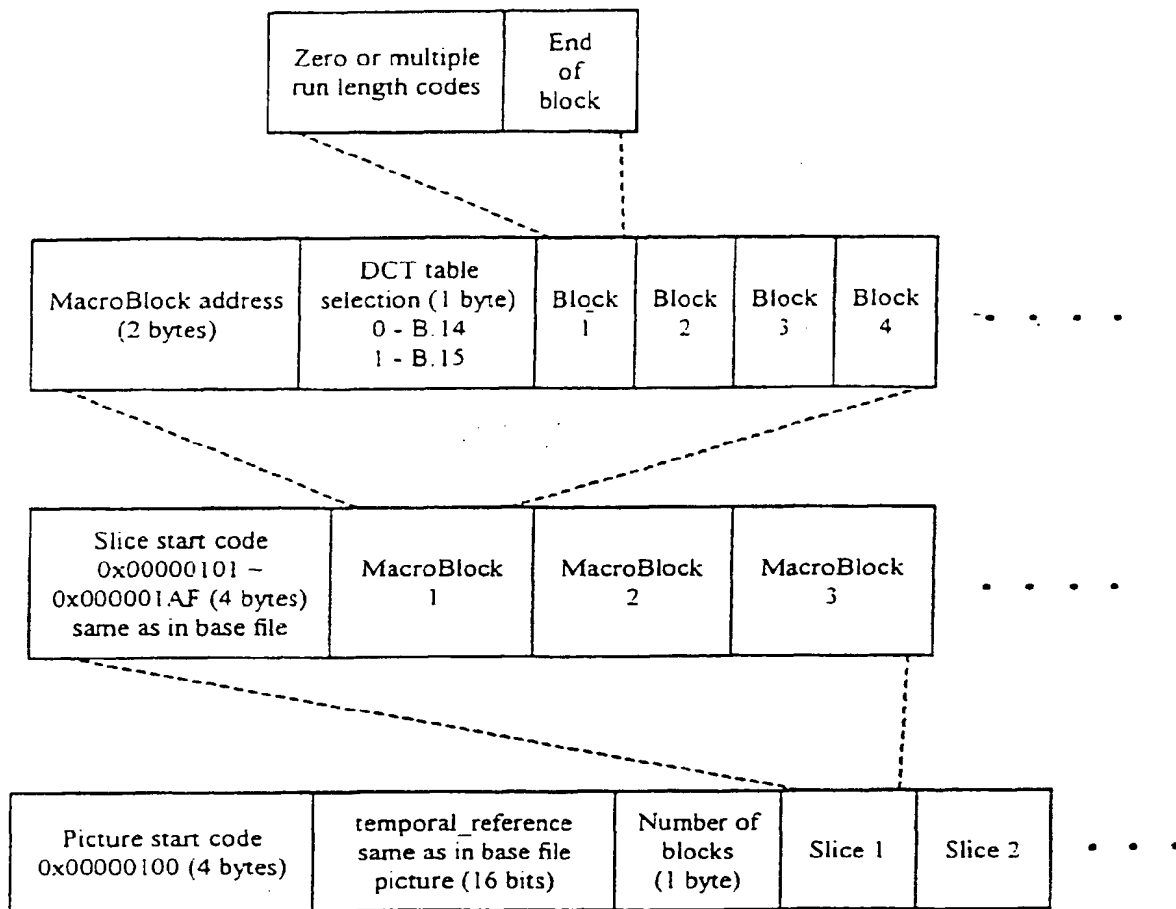 Zero or multiple
run length codes
End
of
block
MacroBlock address
(2 bytes)
DCT table
selection (1 byte)
0 - B.14
1 - B.15
Block
1
Block
2
Block
3
Block
4
. . . .
Slice start code
0x00000101 –
0x000001AF (4 bytes)
same as in base file
MacroBlock
1
MacroBlock
2
MacroBlock
3
. . . .
Picture start code
0x00000100 (4 bytes)
temporal_reference
same as in base file
picture (16 bits)
Number of
blocks
(1 byte)
Slice 1
Slice 2
. . . .